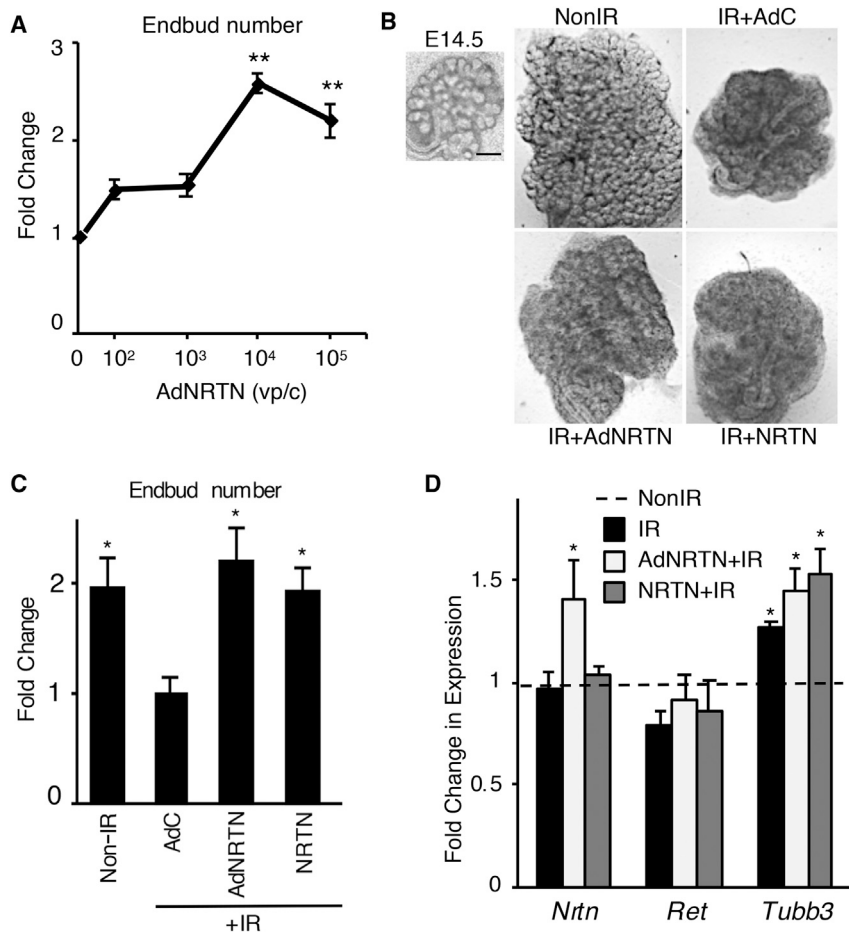 A
Endbud number
Fold Change
3
2
1
0
0 10² 10³ 10⁴ 10⁵
** **
AdNRTN (vp/c)
B
NonIR IR+AdC
E14.5
IR+AdNRTN IR+NRTN
C
Endbud number
Fold Change
2
1
0
* * *
Non-IR AdC AdNRTN NRTN
+IR
D
NonIR
IR
AdNRTN+IR
NRTN+IR
Fold Change in Expression
1.5
1
0.5
0
* * * *
Nrtn Ret Tubb3